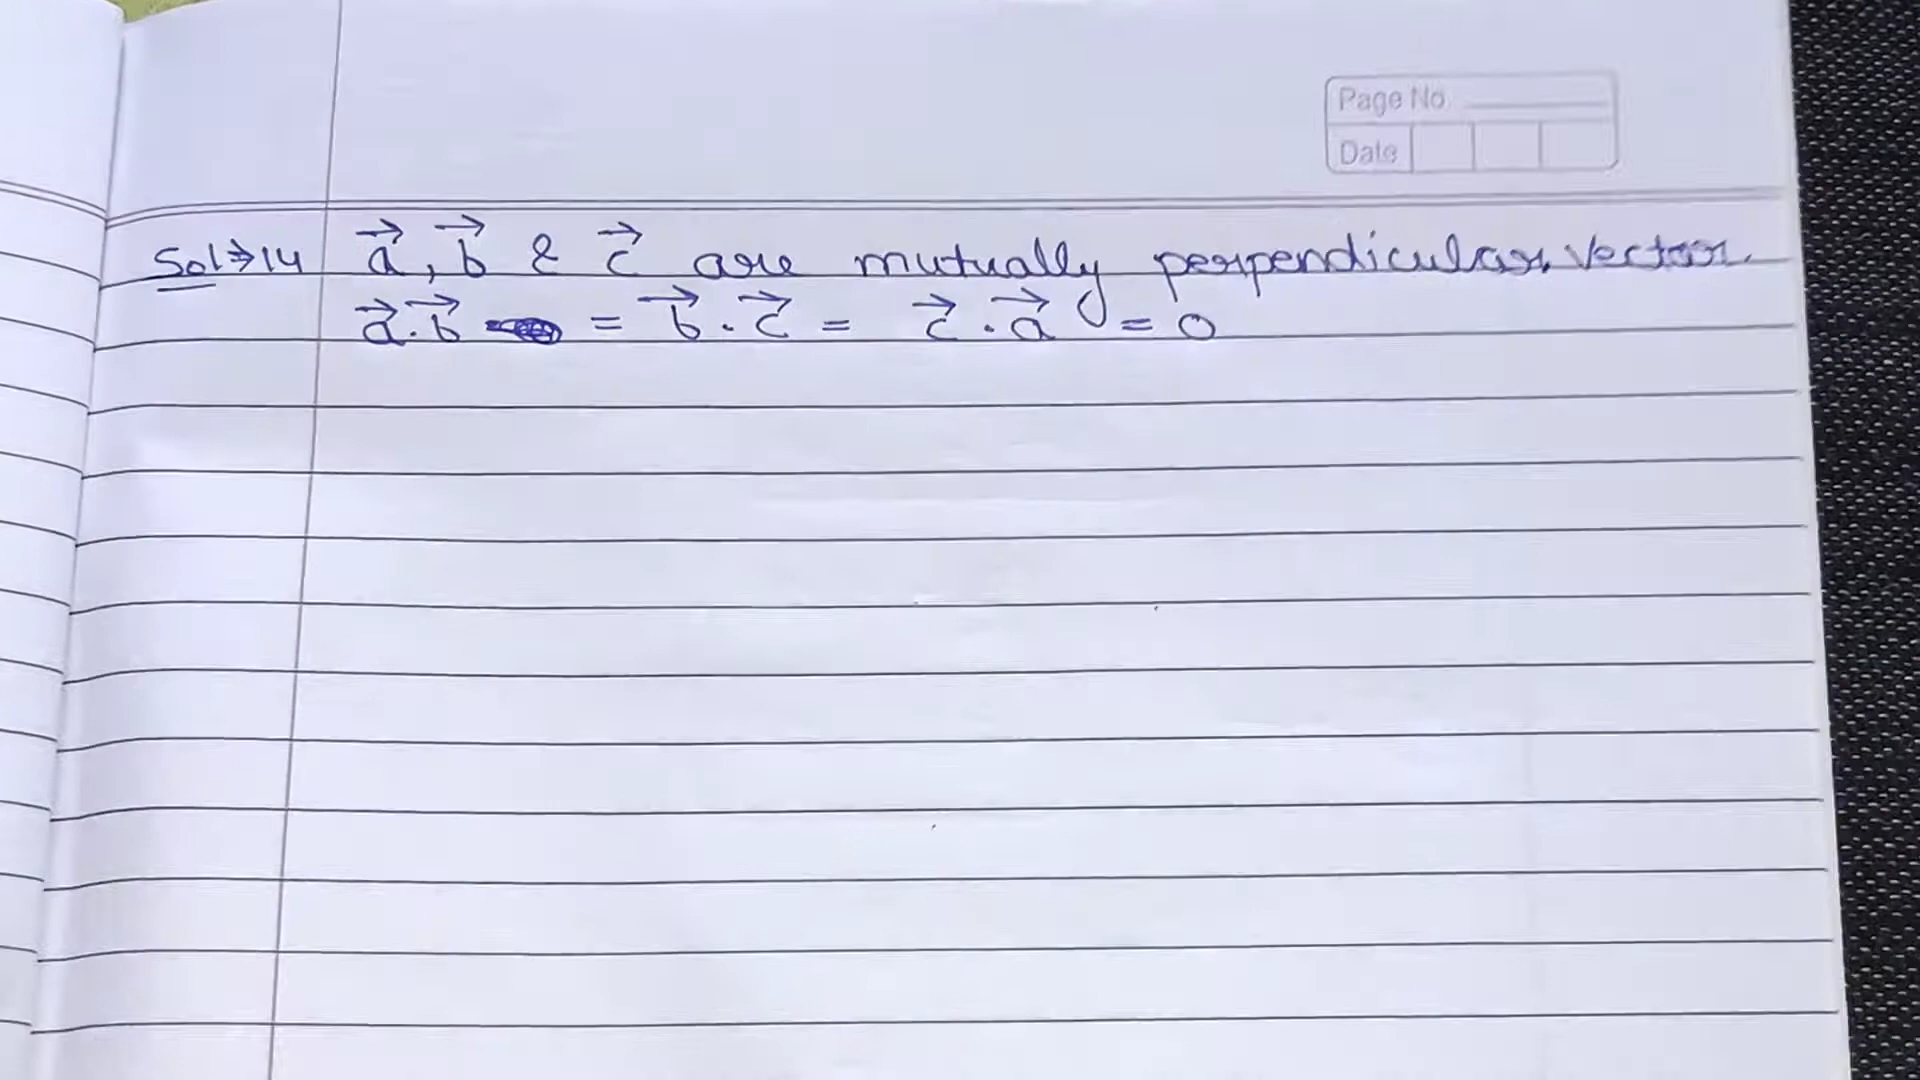 Page No
Date
Sol⇒14 a⃗, b⃗ & c⃗ are mutually perpendicular vector.
a⃗.b⃗ = b⃗.c⃗ = c⃗.a⃗ = 0